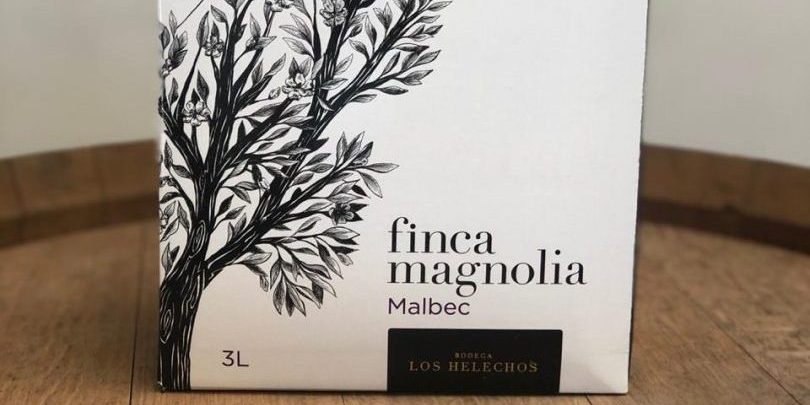 finca
magnolia
Malbec
3L
BODEGA
LOS HELECHOS